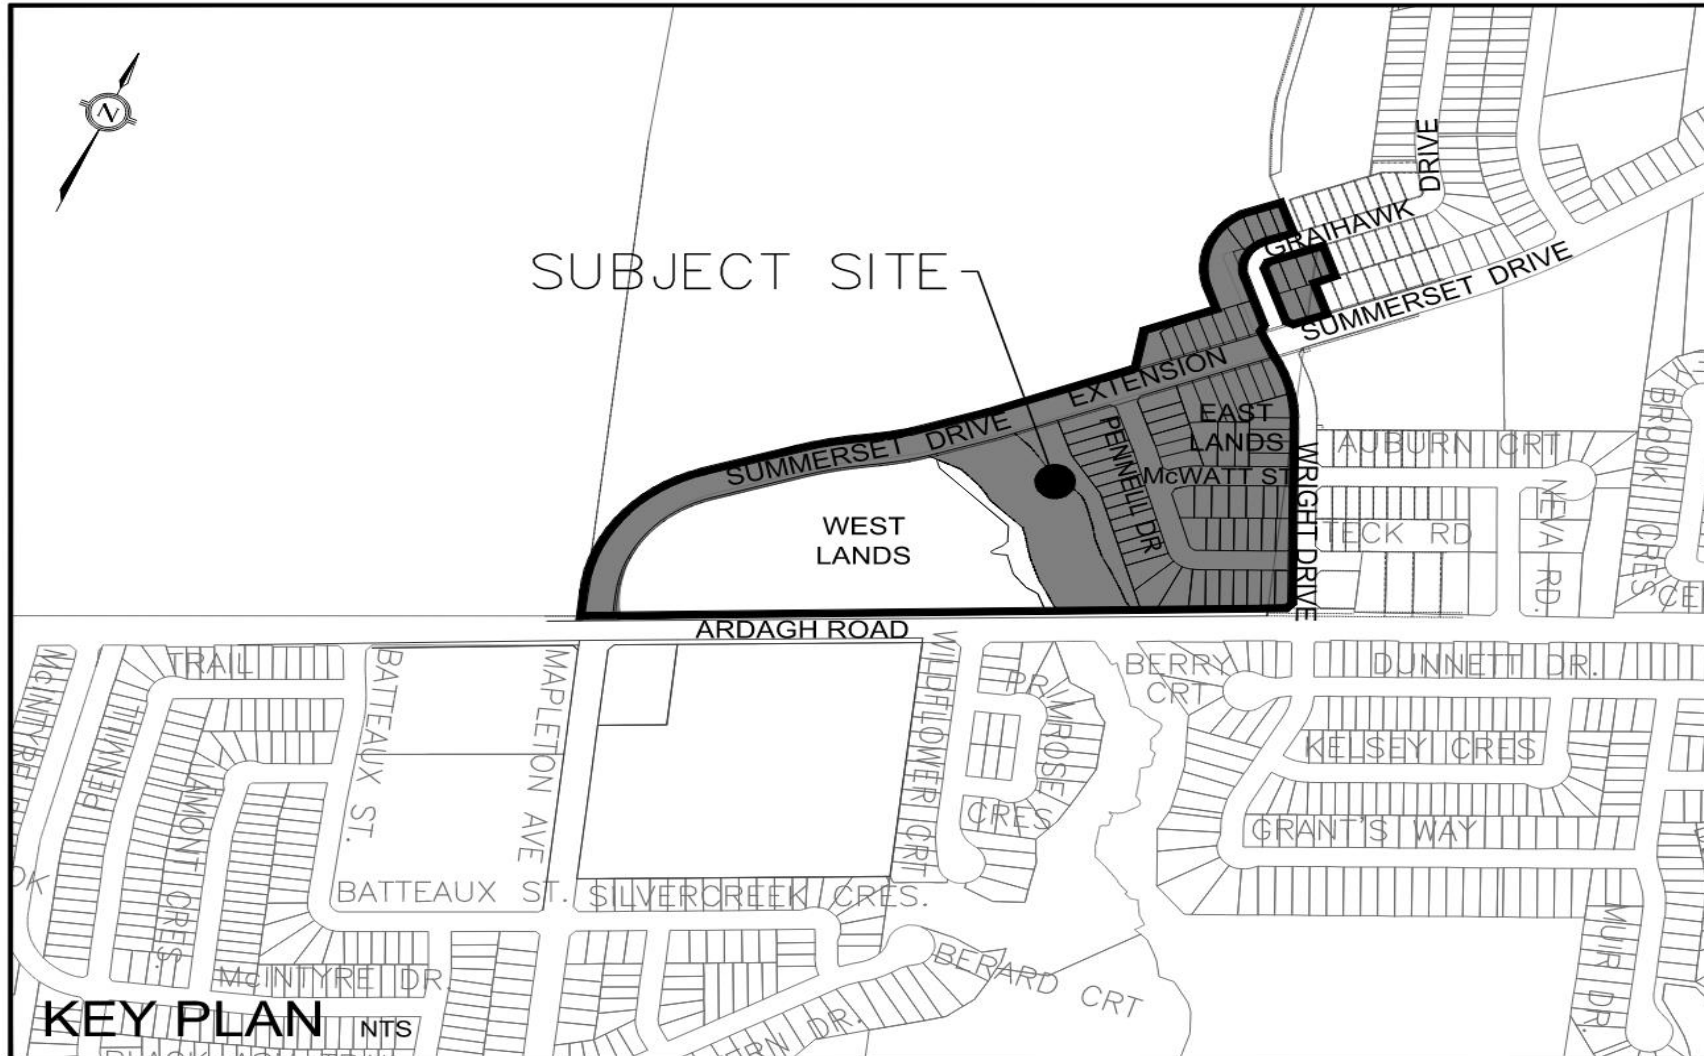 N
DRIVE
GRAIHAWK
SUBJECT SITE
SUMMERSET DRIVE
SUMMERSET DRIVE EXTENSION
EAST
LANDS
PENNELL DR
McWATT ST
WRIGHT DRIVE
AUBURN CRT
BROOK CRES
TECK RD
NEVA RD.
WEST
LANDS
ARDAGH ROAD
TRAIL
BATTEAUX ST.
MAPLETON AVE
WILDFLOWER CRT
PRIMROSE
CRES
BERRY
CRT
DUNNETT DR.
McINTYRE
PENVILL
LAMONT CRES.
KELSEY CRES
GRANT'S WAY
BATTEAUX ST.
SILVERCREEK CRES.
McINTYRE DR.
BERARD CRT
MUIR DR.
KEY PLAN NTS